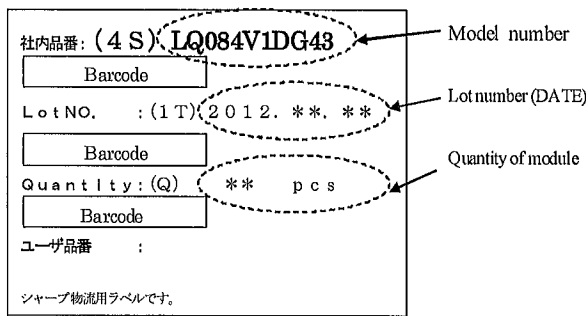 社内品番: (4S) LQ084V1DG43
Model number
Barcode
LotNO. : (1T) 2012. **. **
Lot number (DATE)
Barcode
Quantity of module
Quantity: (Q) ** pcs
Barcode
ユーザ品番 :
シャープ物流用ラベルです。